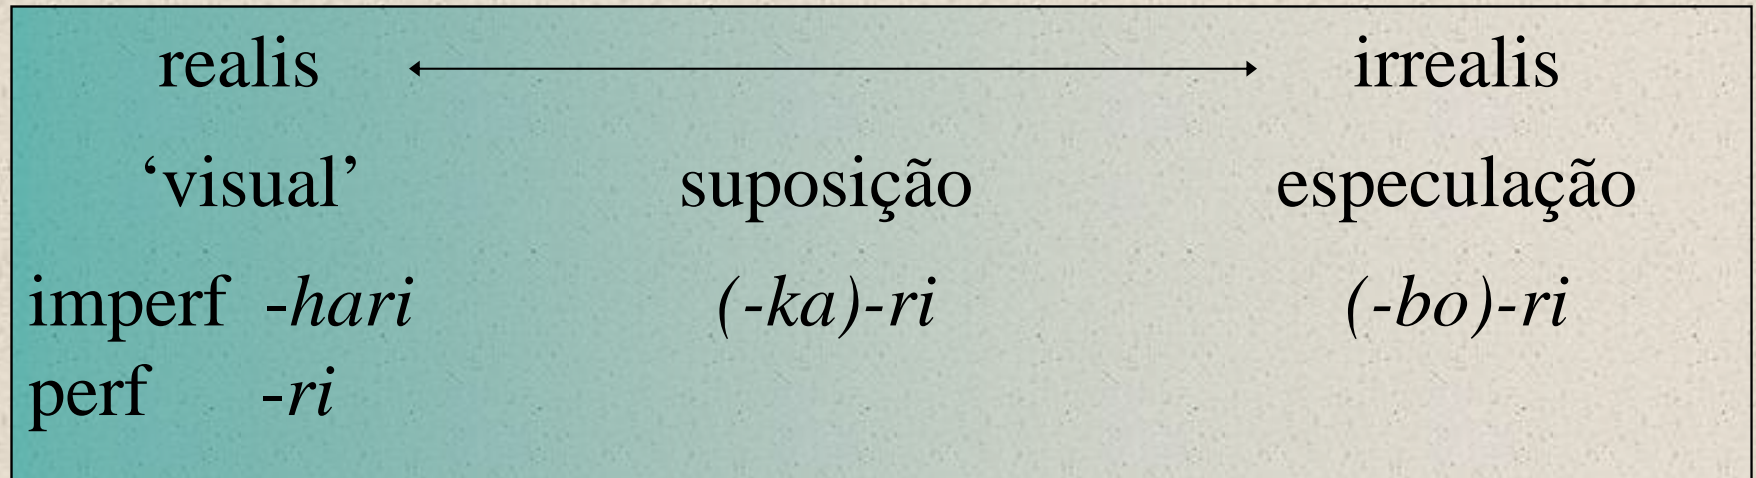 realis irrealis
‘visual’ suposição especulação
imperf -hari (-ka)-ri (-bo)-ri
perf -ri